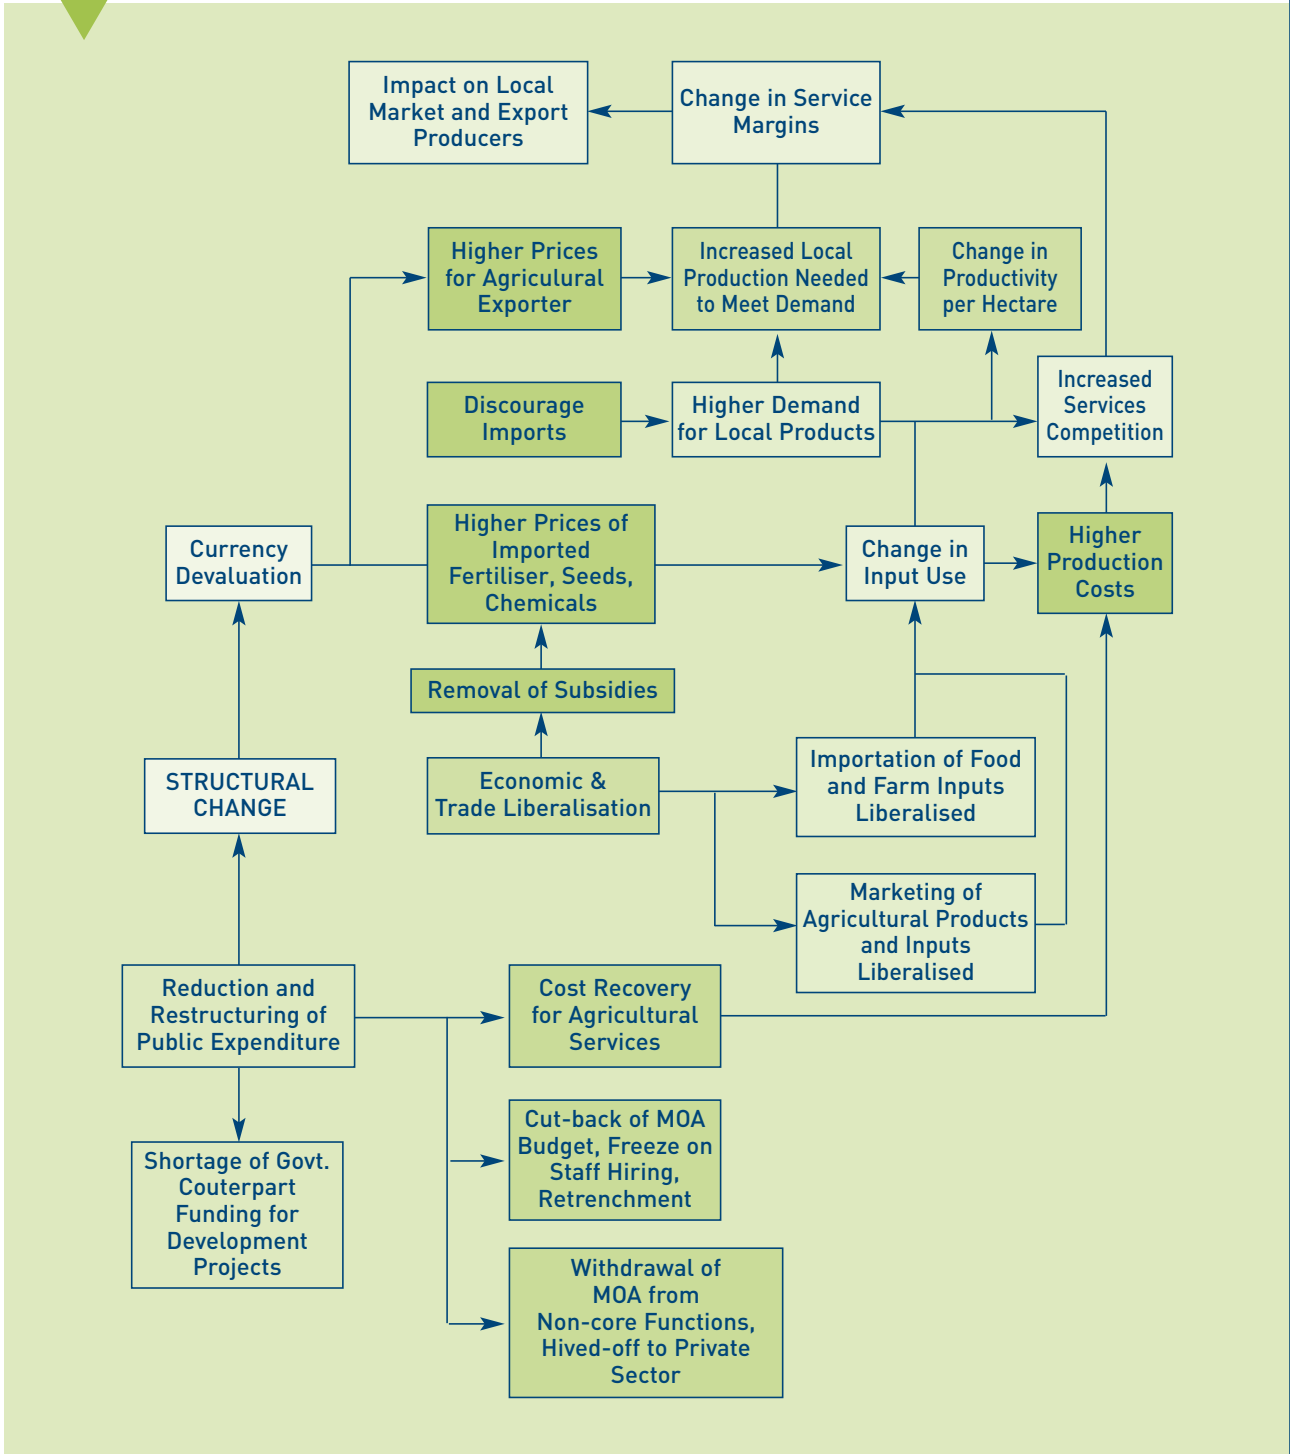 Impact on Local
Market and Export
Producers
Change in Service
Margins
Higher Prices
for Agriculural
Exporter
Increased Local
Production Needed
to Meet Demand
Change in
Productivity
per Hectare
Discourage
Imports
Higher Demand
for Local Products
Increased
Services
Competition
Currency
Devaluation
Higher Prices of
Imported
Fertiliser, Seeds,
Chemicals
Change in
Input Use
Higher
Production
Costs
Removal of Subsidies
STRUCTURAL
CHANGE
Economic &
Trade Liberalisation
Importation of Food
and Farm Inputs
Liberalised
Marketing of
Agricultural Products
and Inputs
Liberalised
Reduction and
Restructuring of
Public Expenditure
Cost Recovery
for Agricultural
Services
Shortage of Govt.
Couterpart
Funding for
Development
Projects
Cut-back of MOA
Budget, Freeze on
Staff Hiring,
Retrenchment
Withdrawal of
MOA from
Non-core Functions,
Hived-off to Private
Sector